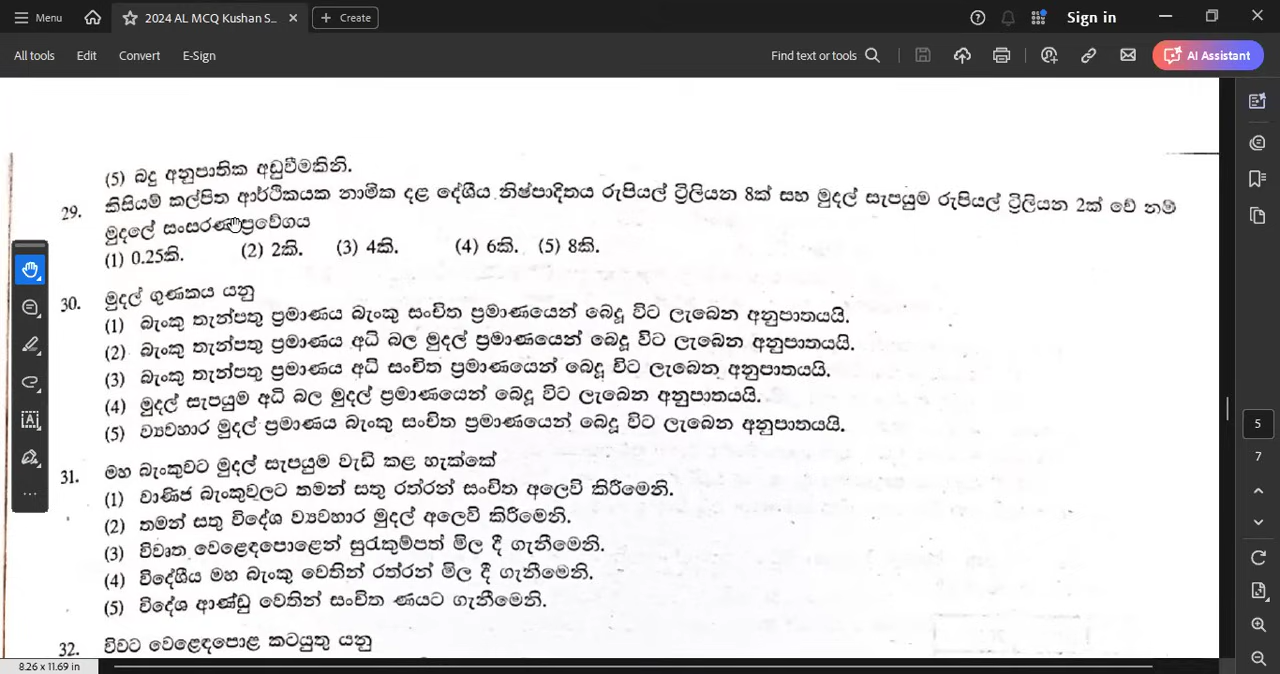 Menu
2024 AL MCQ Kushan S...
Create
Sign in
All tools Edit Convert E-Sign
Find text or tools
AI Assistant
(5) බදු අනුපාතික අඩුවීමකිනි.
29. කිසියම් කල්පිත ආර්ථිකයක නාමික දළ දේශීය නිෂ්පාදිතය රුපියල් ට්‍රිලියන 8ක් සහ මුදල් සැපයුම රුපියල් ට්‍රිලියන 2ක් වේ නම්
මුදලේ සංසරණ ප්‍රවේගය
(1) 0.25කි. (2) 2කි. (3) 4කි. (4) 6කි. (5) 8කි.
30. මුදල් ගුණකය යනු
(1) බැංකු තැන්පතු ප්‍රමාණය බැංකු සංචිත ප්‍රමාණයෙන් බෙදූ විට ලැබෙන අනුපාතයයි.
(2) බැංකු තැන්පතු ප්‍රමාණය අධි බල මුදල් ප්‍රමාණයෙන් බෙදූ විට ලැබෙන අනුපාතයයි.
(3) බැංකු තැන්පතු ප්‍රමාණය අධි සංචිත ප්‍රමාණයෙන් බෙදූ විට ලැබෙන අනුපාතයයි.
(4) මුදල් සැපයුම අධි බල මුදල් ප්‍රමාණයෙන් බෙදූ විට ලැබෙන අනුපාතයයි.
(5) ව්‍යවහාර මුදල් ප්‍රමාණය බැංකු සංචිත ප්‍රමාණයෙන් බෙදූ විට ලැබෙන අනුපාතයයි.
31. මහ බැංකුවට මුදල් සැපයුම වැඩි කළ හැක්කේ
(1) වාණිජ බැංකුවලට තමන් සතු රත්රන් සංචිත අලෙවි කිරීමෙනි.
(2) තමන් සතු විදේශ ව්‍යවහාර මුදල් අලෙවි කිරීමෙනි.
(3) විවෘත වෙළෙඳපොළෙන් සුරැකුම්පත් මිල දී ගැනීමෙනි.
(4) විදේශීය මහ බැංකු වෙතින් රත්රන් මිල දී ගැනීමෙනි.
(5) විදේශ ආණ්ඩු වෙතින් සංචිත ණයට ගැනීමෙනි.
32. විවට වෙළෙඳපොළ කටයුතු යනු
5
7
8.26 x 11.69 in